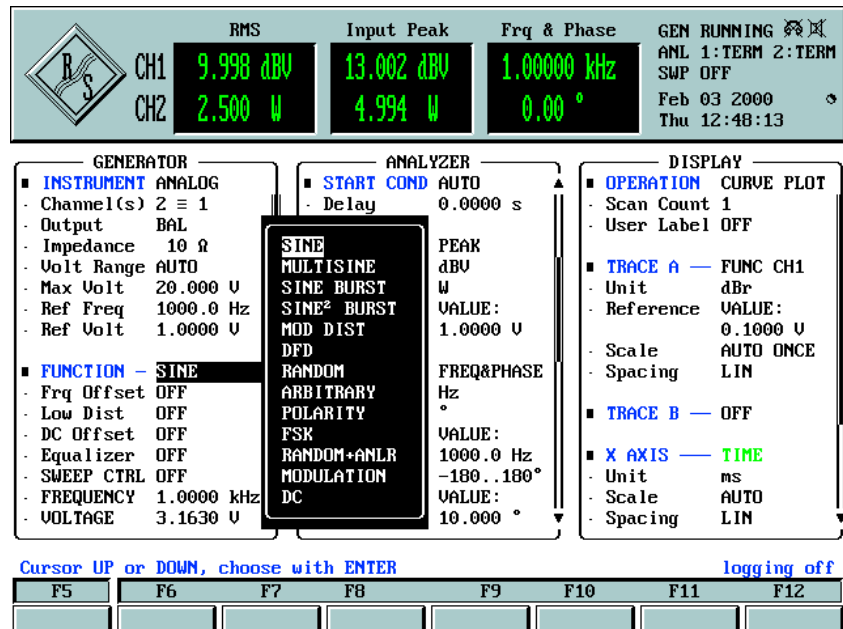 RMS Input Peak Frq & Phase
R S
CH1 9.998 dBV 13.002 dBV 1.00000 kHz
CH2 2.500 W 4.994 W 0.00 °
GEN RUNNING
ANL 1:TERM 2:TERM
SWP OFF
Feb 03 2000
Thu 12:48:13
GENERATOR
INSTRUMENT ANALOG
Channel(s) 2 ≡ 1
Output BAL
Impedance 10 Ω
Volt Range AUTO
Max Volt 20.000 V
Ref Freq 1000.0 Hz
Ref Volt 1.0000 V
FUNCTION — SINE
Frq Offset OFF
Low Dist OFF
DC Offset OFF
Equalizer OFF
SWEEP CTRL OFF
FREQUENCY 1.0000 kHz
VOLTAGE 3.1630 V
SINE
MULTISINE
SINE BURST
SINE² BURST
MOD DIST
DFD
RANDOM
ARBITRARY
POLARITY
FSK
RANDOM+ANLR
MODULATION
DC
ANALYZER
START COND AUTO
Delay 0.0000 s
PEAK
dBV
W
VALUE:
1.0000 V
FREQ&PHASE
Hz
°
VALUE:
1000.0 Hz
-180..180°
VALUE:
10.000 °
DISPLAY
OPERATION CURVE PLOT
Scan Count 1
User Label OFF
TRACE A — FUNC CH1
Unit dBr
Reference VALUE:
0.1000 V
Scale AUTO ONCE
Spacing LIN
TRACE B — OFF
X AXIS — TIME
Unit ms
Scale AUTO
Spacing LIN
Cursor UP or DOWN, choose with ENTER logging off
F5 F6 F7 F8 F9 F10 F11 F12